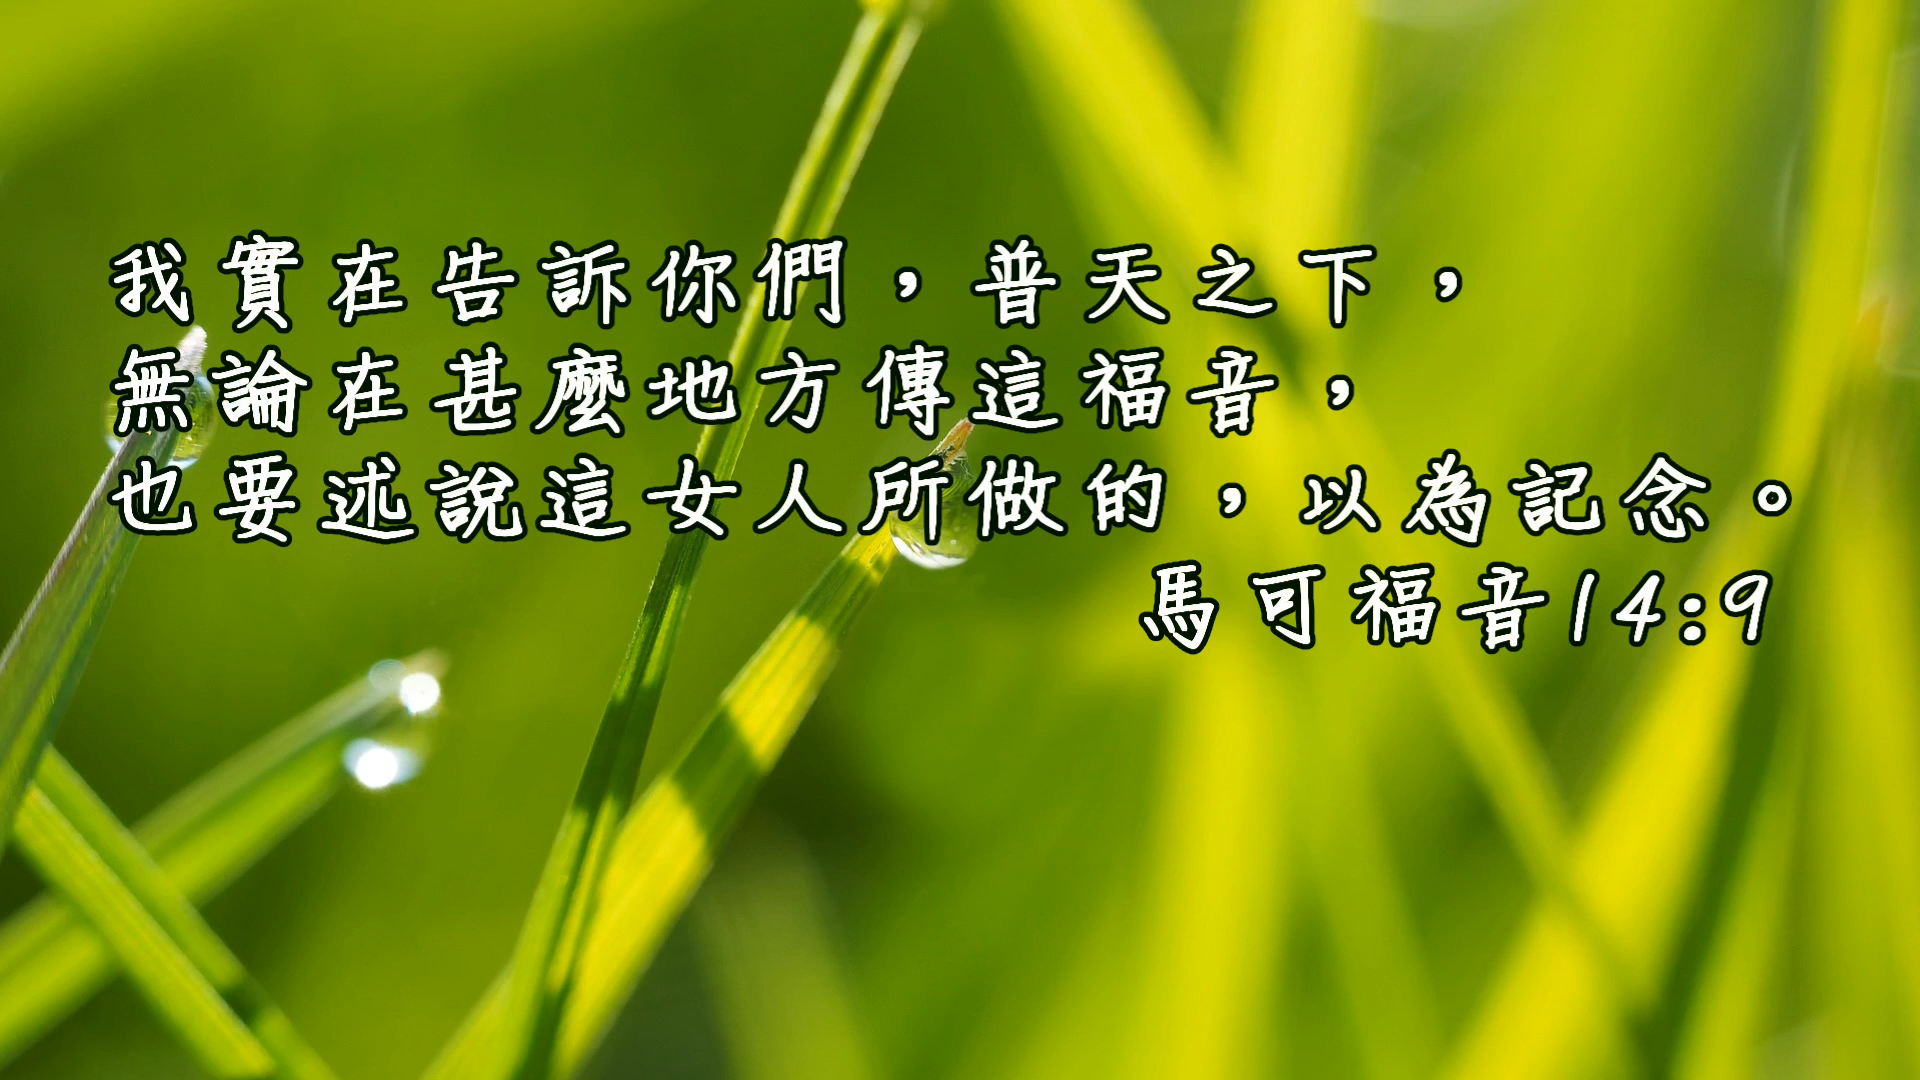 我實在告訴你們，普天之下，
無論在甚麼地方傳這福音，
也要述說這女人所做的，以為記念。
馬可福音14:9